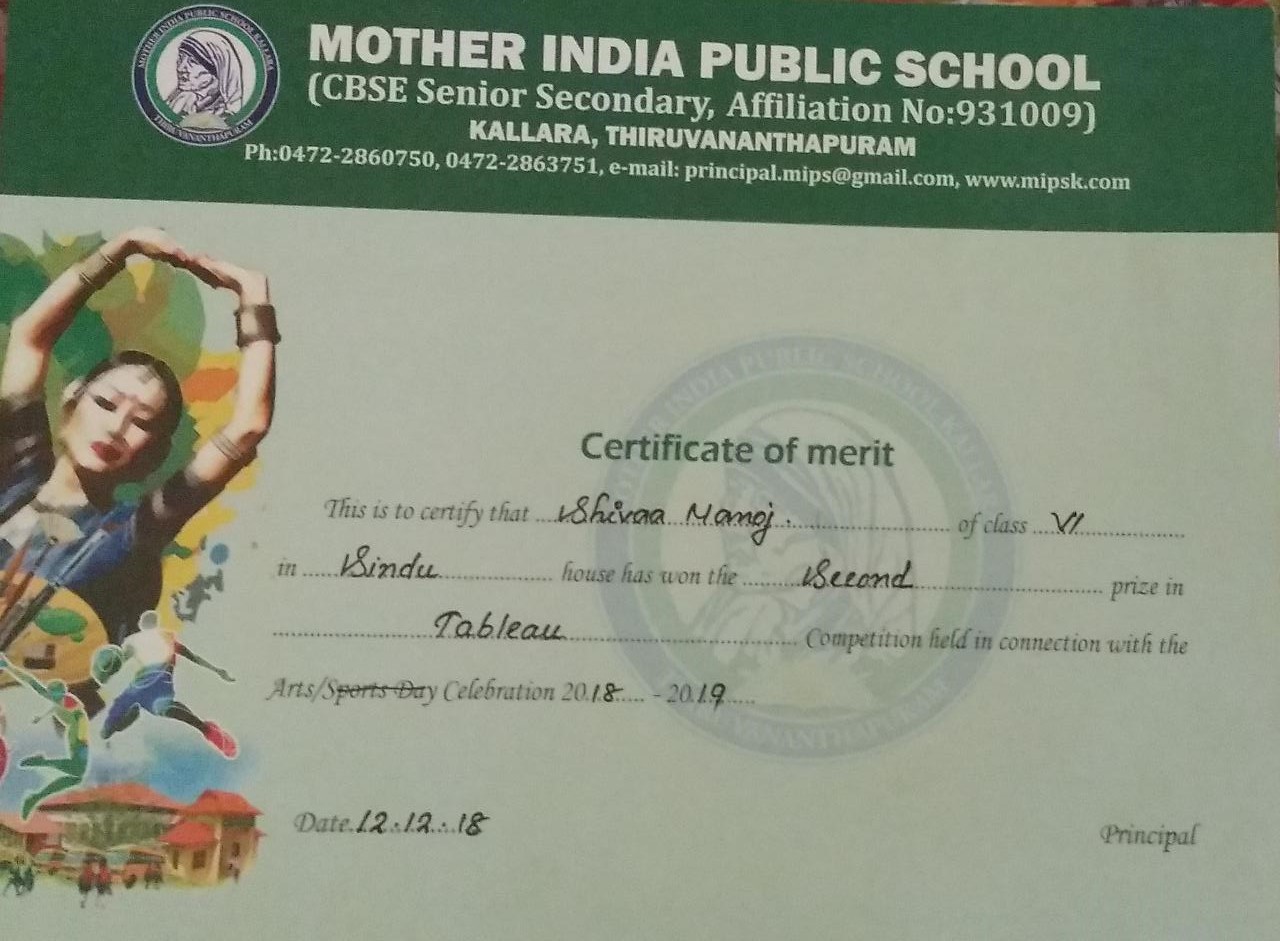 MOTHER INDIA PUBLIC SCHOOL KALLARA
THIRUVANANTHAPURAM
MOTHER INDIA PUBLIC SCHOOL
(CBSE Senior Secondary, Affiliation No:931009)
KALLARA, THIRUVANANTHAPURAM
Ph:0472-2860750, 0472-2863751, e-mail: principal.mips@gmail.com, www.mipsk.com
MOTHER INDIA PUBLIC SCHOOL KALLARA
THIRUVANANTHAPURAM
Certificate of merit
This is to certify that Shivaa Manoj. of class VI
in Sindu house has won the Second prize in
Tableau Competition held in connection with the
Arts/Sports Day Celebration 2018 - 2019
Date 12.12.18 Principal